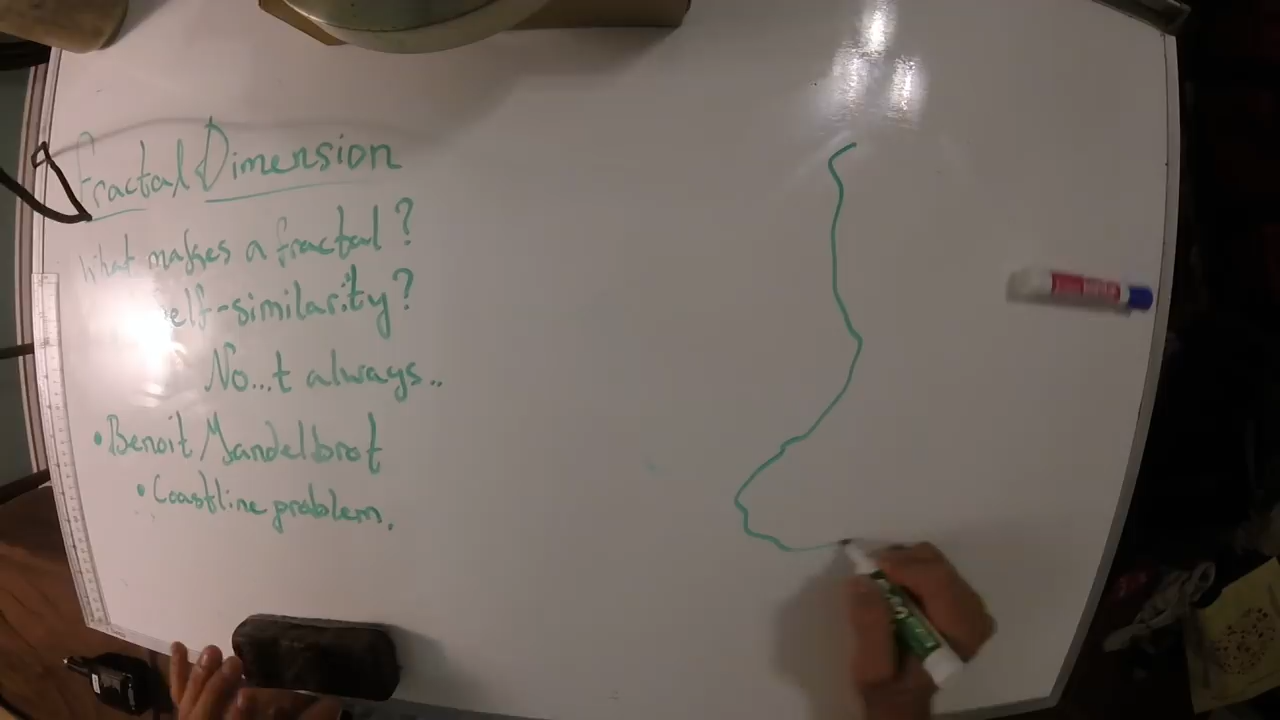 Fractal Dimension
What makes a fractal?
Self-similarity?
No...t always..
• Benoit Mandelbrot
• Coastline problem.